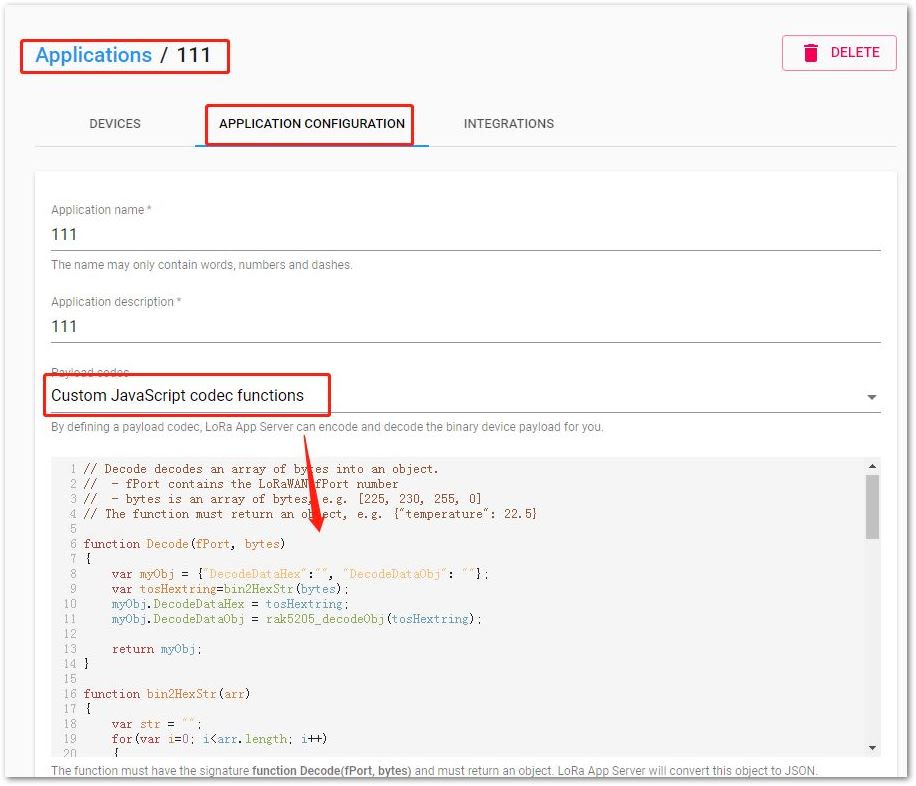 Applications / 111
DELETE
DEVICES
APPLICATION CONFIGURATION
INTEGRATIONS
Application name *
111
The name may only contain words, numbers and dashes.
Application description *
111
Payload codec
Custom JavaScript codec functions
By defining a payload codec, LoRa App Server can encode and decode the binary device payload for you.
1 // Decode decodes an array of bytes into an object.
2 //  - fPort contains the LoRaWAN fPort number
3 //  - bytes is an array of bytes, e.g. [225, 230, 255, 0]
4 // The function must return an object, e.g. {"temperature": 22.5}
5
6 function Decode(fPort, bytes)
7 {
8     var myObj = {"DecodeDataHex":"", "DecodeDataObj": ""};
9     var tosHextring=bin2HexStr(bytes);
10     myObj.DecodeDataHex = tosHextring;
11     myObj.DecodeDataObj = rak5205_decodeObj(tosHextring);
12
13     return myObj;
14 }
15
16 function bin2HexStr(arr)
17 {
18     var str = "";
19     for(var i=0; i<arr.length; i++)
20     {
The function must have the signature function Decode(fPort, bytes) and must return an object. LoRa App Server will convert this object to JSON.